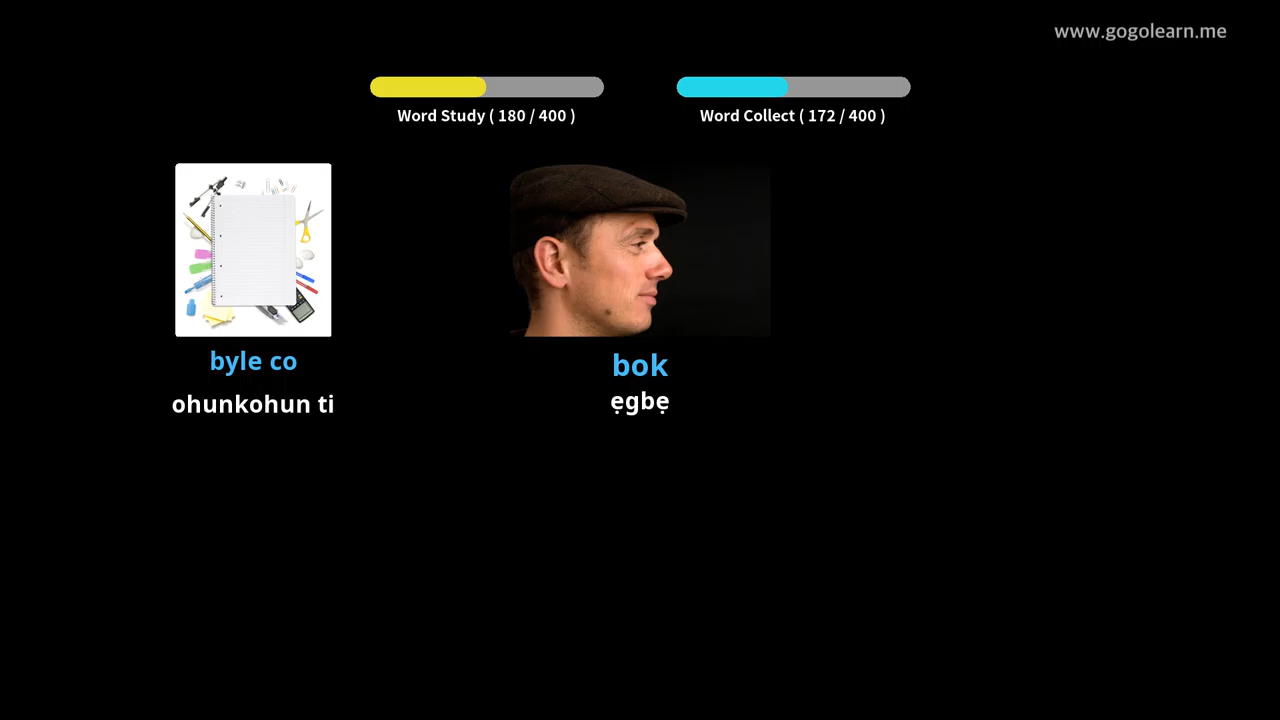 www.gogolearn.me
Word Study ( 180 / 400 )
Word Collect ( 172 / 400 )
byle co
ohunkohun ti
bok
ẹgbẹ